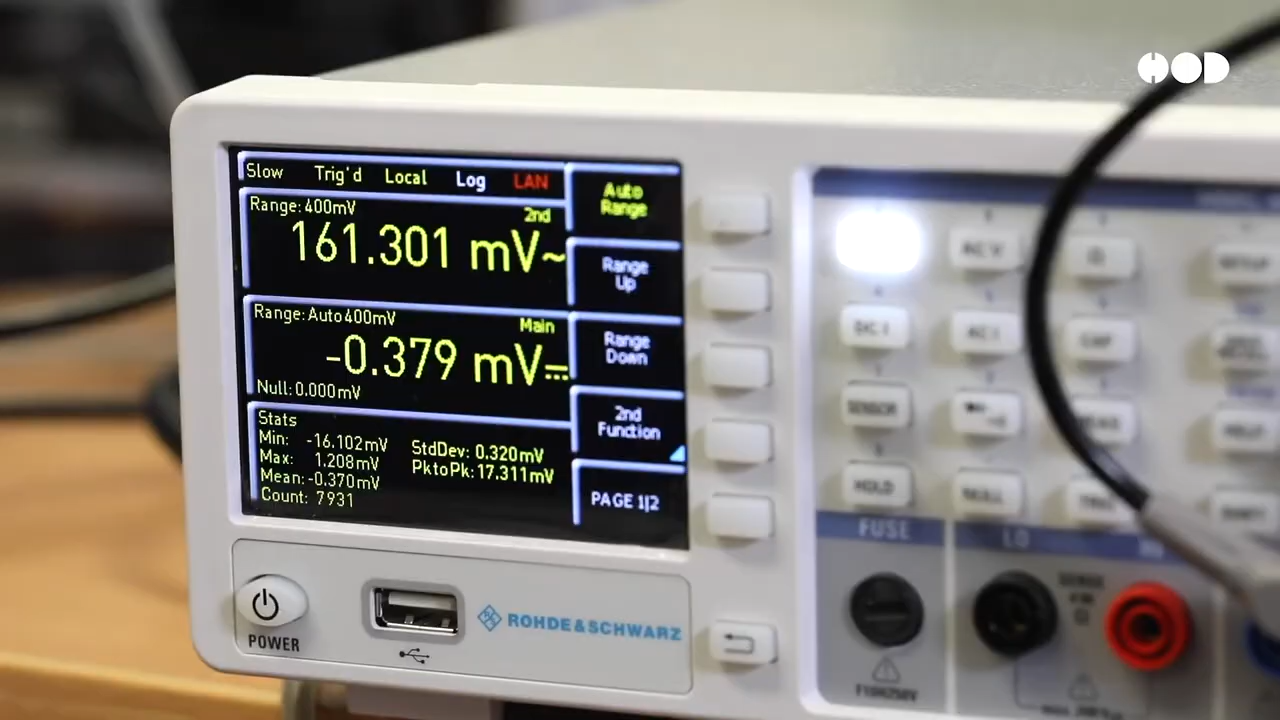 HOD
Slow Trig'd Local Log LAN
Range: 400mV
2nd
161.301 mV~
Range: Auto400mV
Main
-0.379 mV⎓
Null: 0.000mV
Stats
Min: -16.102mV
Max: 1.208mV
Mean: -0.370mV
Count: 7931
StdDev: 0.320mV
PktoPk: 17.311mV
Auto
Range
Range
Up
Range
Down
2nd
Function
PAGE 1|2
POWER
ROHDE & SCHWARZ
AC V
DC I
AC I
CAP
SENSOR
HOLD
NULL
FUSE
LO